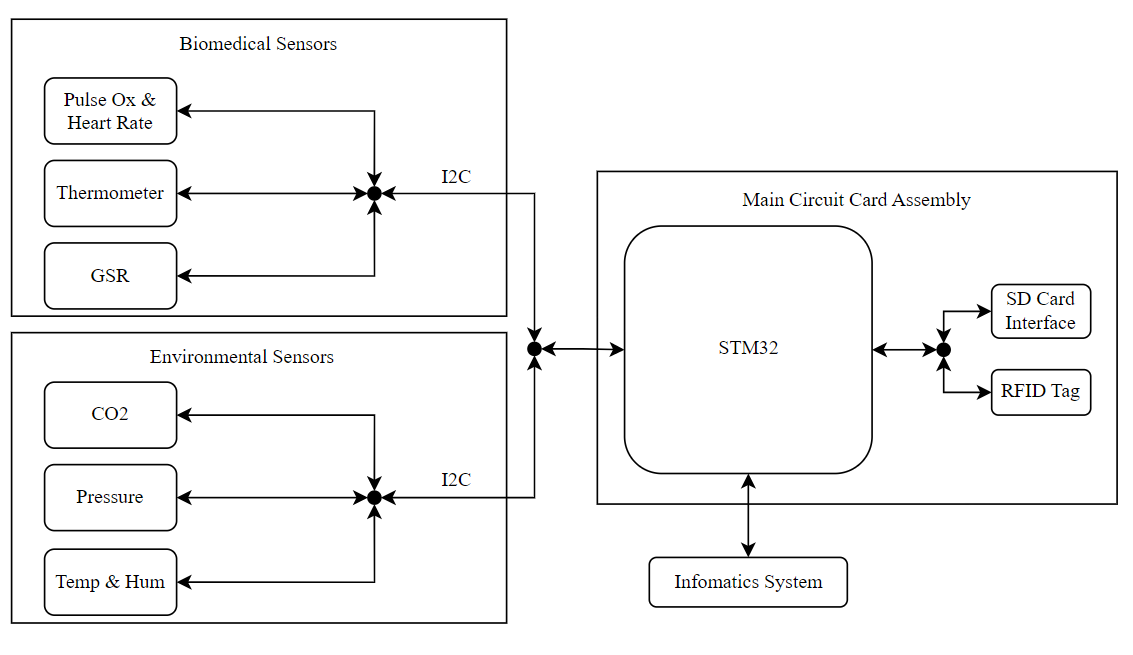 Biomedical Sensors
Pulse Ox &
Heart Rate
Thermometer
GSR
I2C
Environmental Sensors
CO2
Pressure
Temp & Hum
I2C
Main Circuit Card Assembly
STM32
SD Card
Interface
RFID Tag
Infomatics System